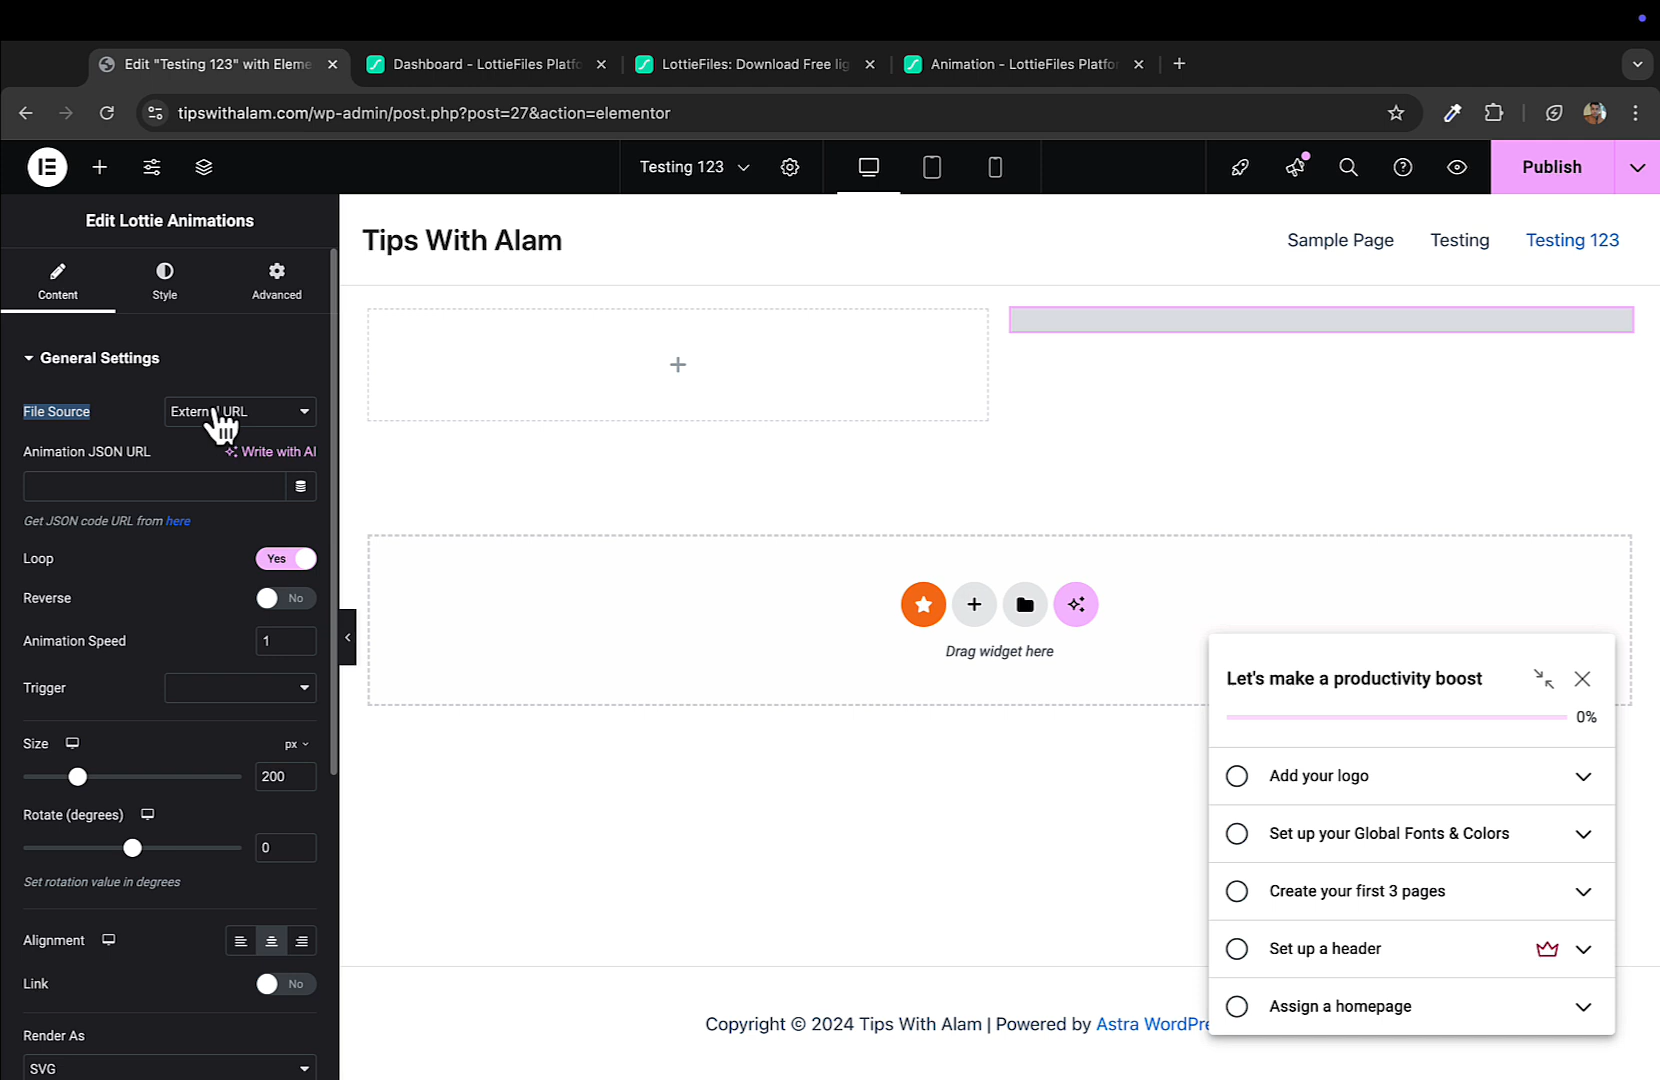 Edit "Testing 123" with Eleme
Dashboard - LottieFiles Platfo
LottieFiles: Download Free lig
Animation - LottieFiles Platfor
tipswithalam.com/wp-admin/post.php?post=27&action=elementor
Testing 123
Publish
Edit Lottie Animations
Content
Style
Advanced
General Settings
File Source
External URL
Animation JSON URL
Write with AI
Get JSON code URL from here
Loop
Yes
Reverse
No
Animation Speed
1
Trigger
Size
px
200
Rotate (degrees)
0
Set rotation value in degrees
Alignment
Link
No
Render As
SVG
Tips With Alam
Sample Page
Testing
Testing 123
Drag widget here
Let's make a productivity boost
0%
Add your logo
Set up your Global Fonts & Colors
Create your first 3 pages
Set up a header
Assign a homepage
Copyright © 2024 Tips With Alam | Powered by Astra WordPre